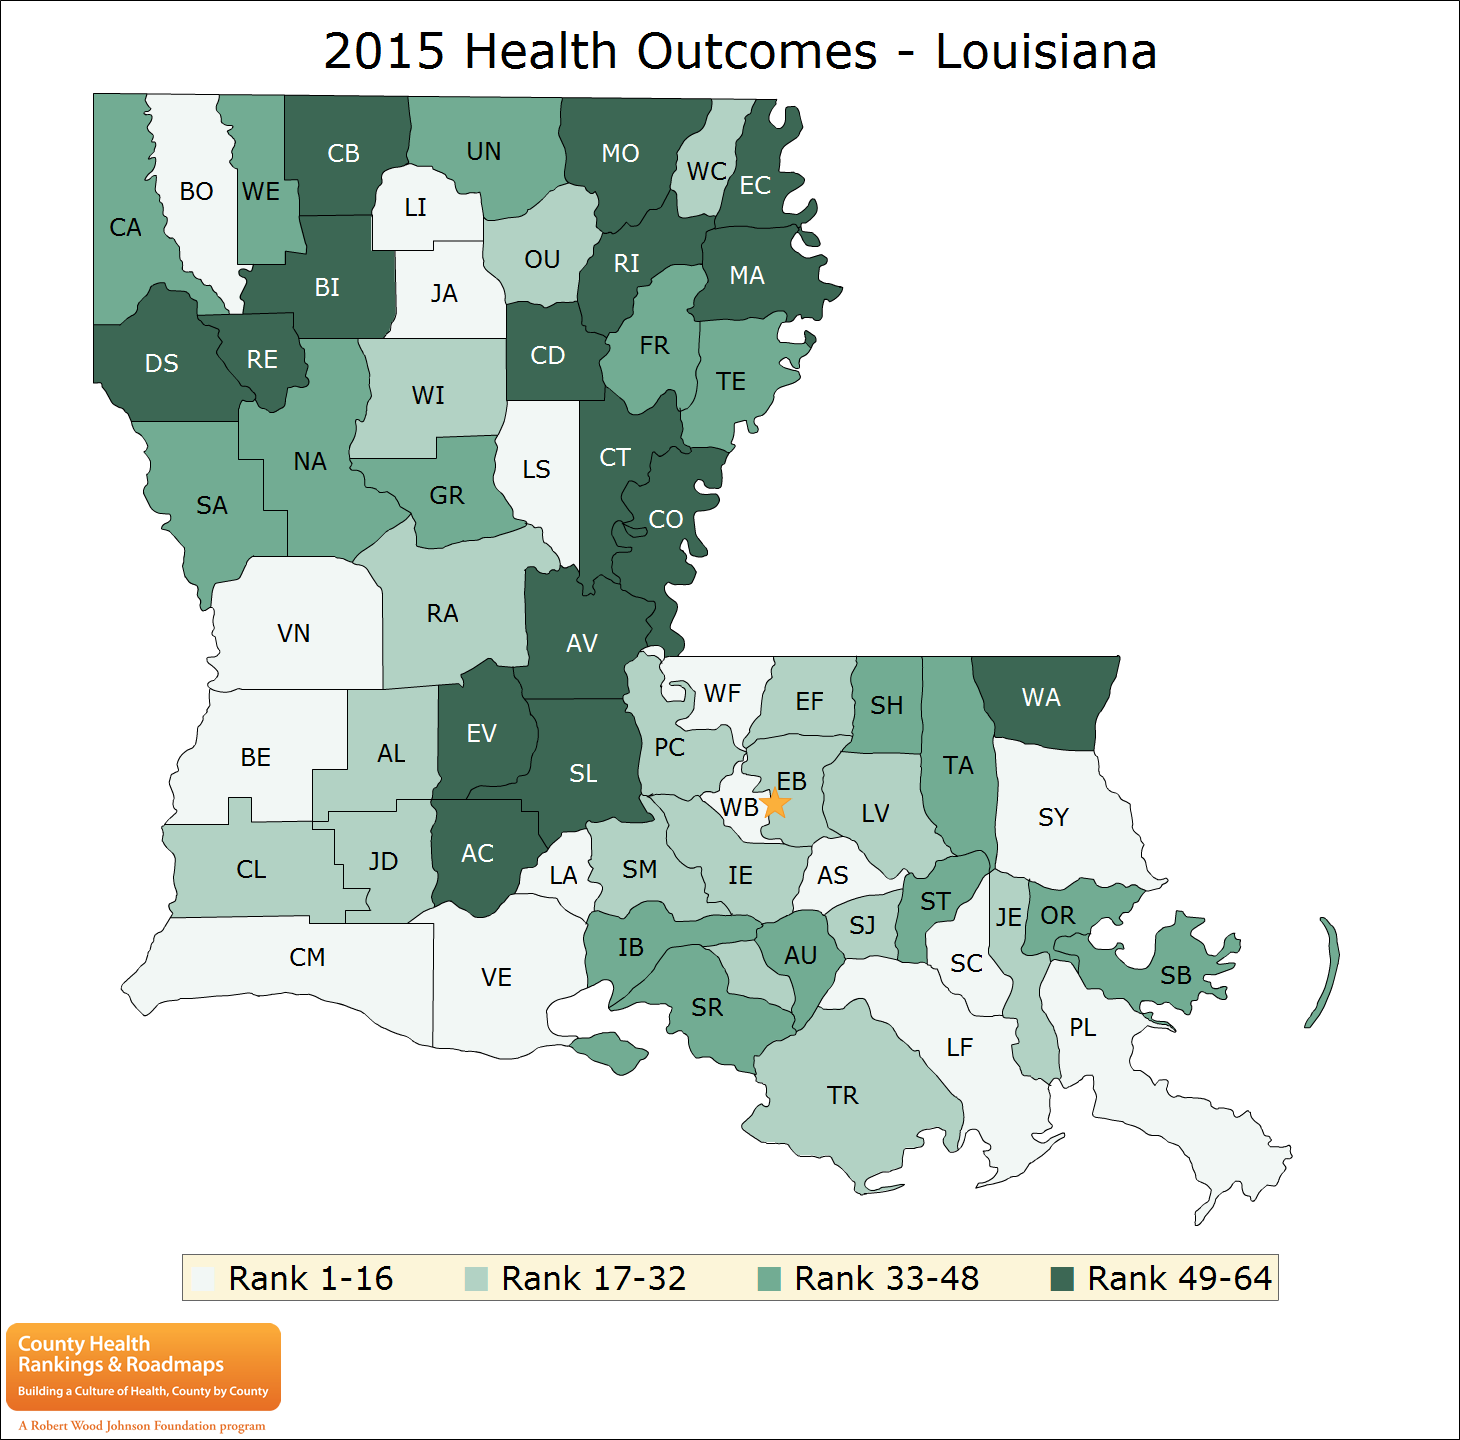 2015 Health Outcomes - Louisiana
CB
UN
MO
WC
EC
BO
WE
CA
LI
OU
RI
MA
BI
JA
DS
RE
CD
FR
TE
WI
NA
LS
CT
GR
SA
CO
RA
VN
AV
WF
EF
SH
WA
EV
PC
BE
AL
TA
SL
EB
WB
LV
SY
AC
CL
JD
LA
SM
IE
AS
ST
JE
OR
SJ
IB
AU
CM
SC
VE
SB
SR
PL
LF
TR
Rank 1-16 Rank 17-32 Rank 33-48 Rank 49-64
County Health
Rankings & Roadmaps
Building a Culture of Health, County by County
A Robert Wood Johnson Foundation program